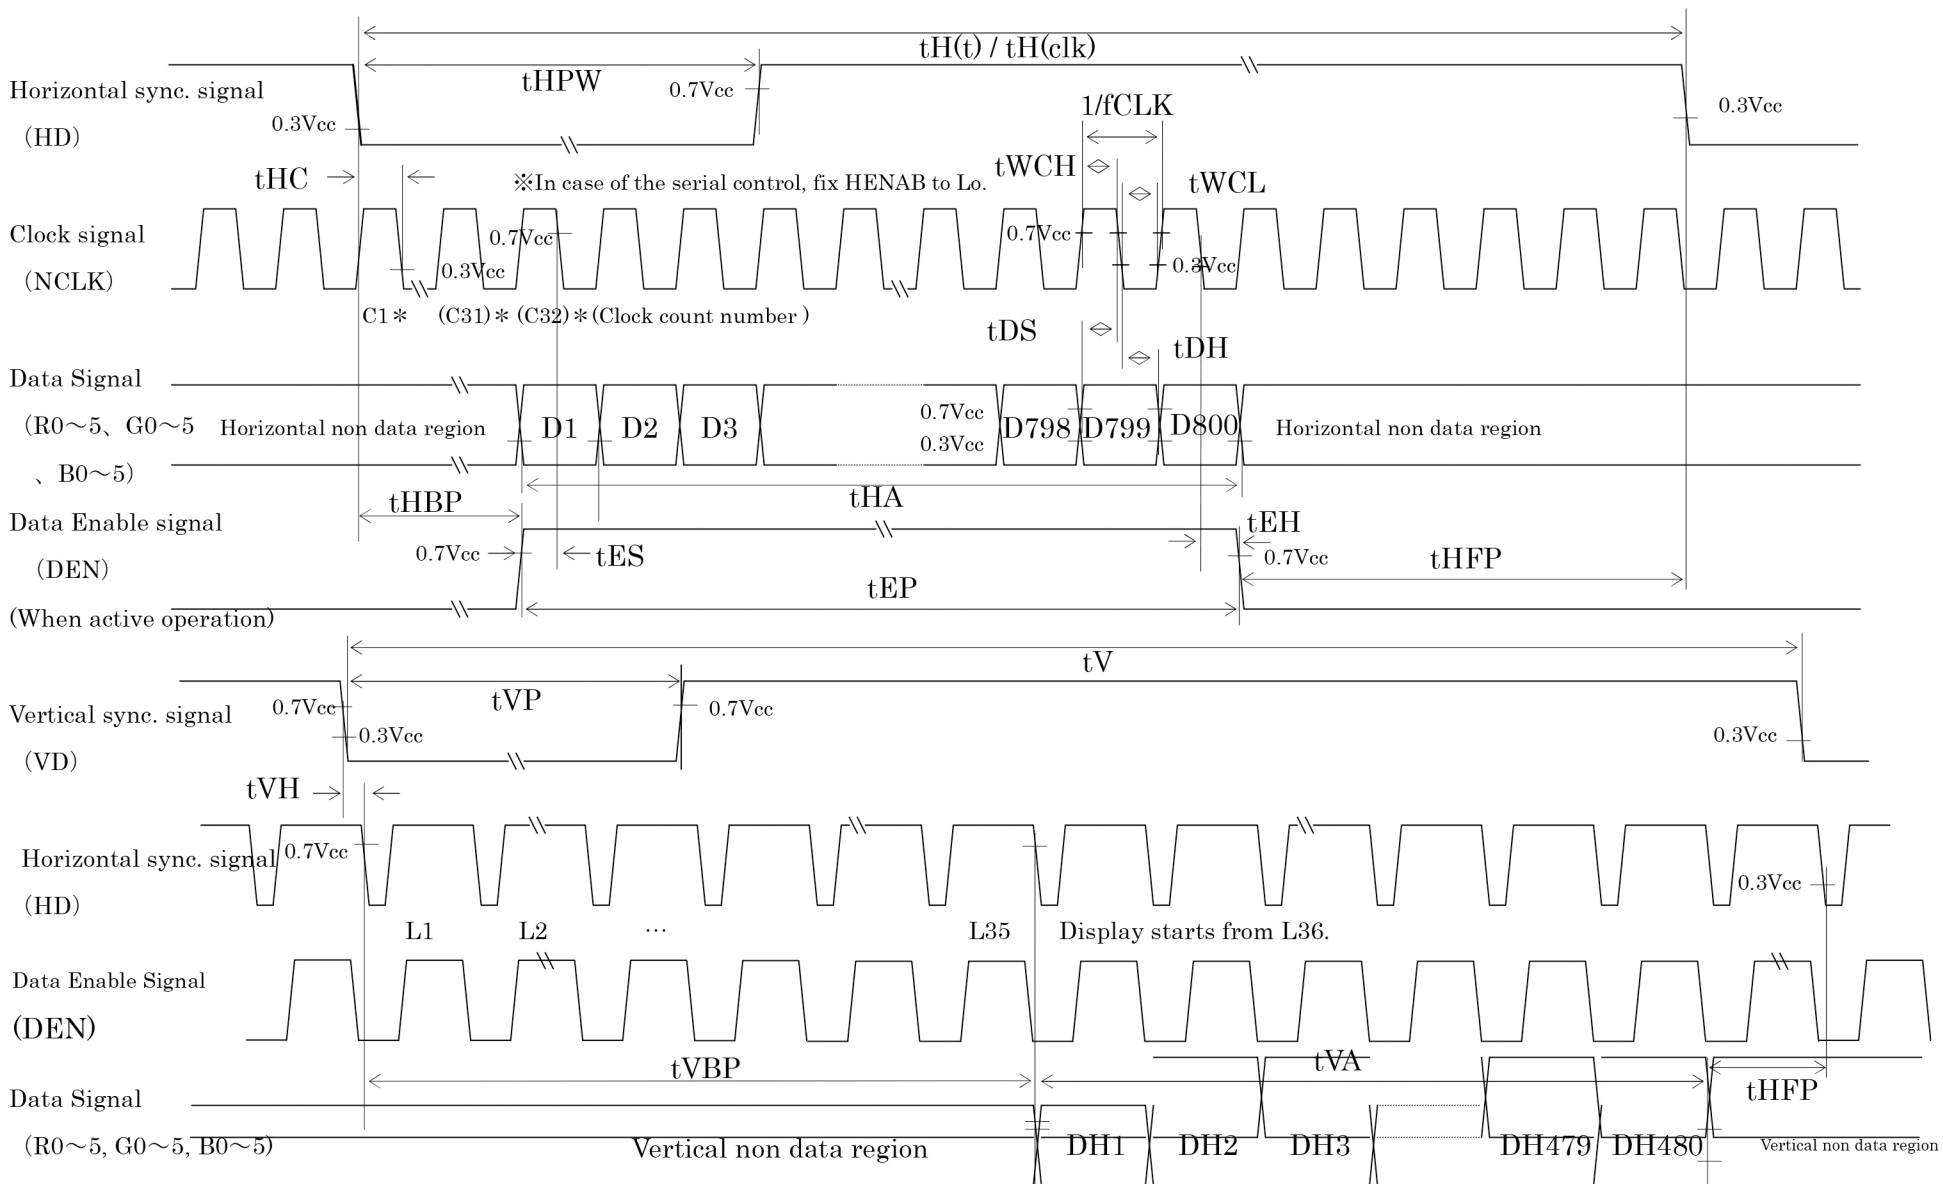 tH(t) / tH(clk)
tHPW
Horizontal sync. signal
0.7Vcc
1/fCLK
0.3Vcc
0.3Vcc
（HD）
tHC
※In case of the serial control, fix HENAB to Lo.
tWCH
tWCL
Clock signal
0.7Vcc
0.7Vcc
（NCLK）
0.3Vcc
0.3Vcc
C1＊ (C31)＊ (C32)＊(Clock count number )
tDS
tDH
Data Signal
0.7Vcc
（R0～5、G0～5
Horizontal non data region
D1
D2
D3
D798
D799
D800
Horizontal non data region
0.3Vcc
、B0～5）
tHBP
tHA
Data Enable signal
tEH
0.7Vcc
tES
0.7Vcc
tHFP
（DEN）
tEP
(When active operation)
tV
tVP
0.7Vcc
0.7Vcc
Vertical sync. signal
0.3Vcc
0.3Vcc
（VD）
tVH
Horizontal sync. signal
0.7Vcc
0.3Vcc
（HD）
L1
L2
…
L35
Display starts from L36.
Data Enable Signal
(DEN)
tVBP
tVA
tHFP
Data Signal
（R0～5, G0～5, B0～5）
Vertical non data region
DH1
DH2
DH3
DH479
DH480
Vertical non data region